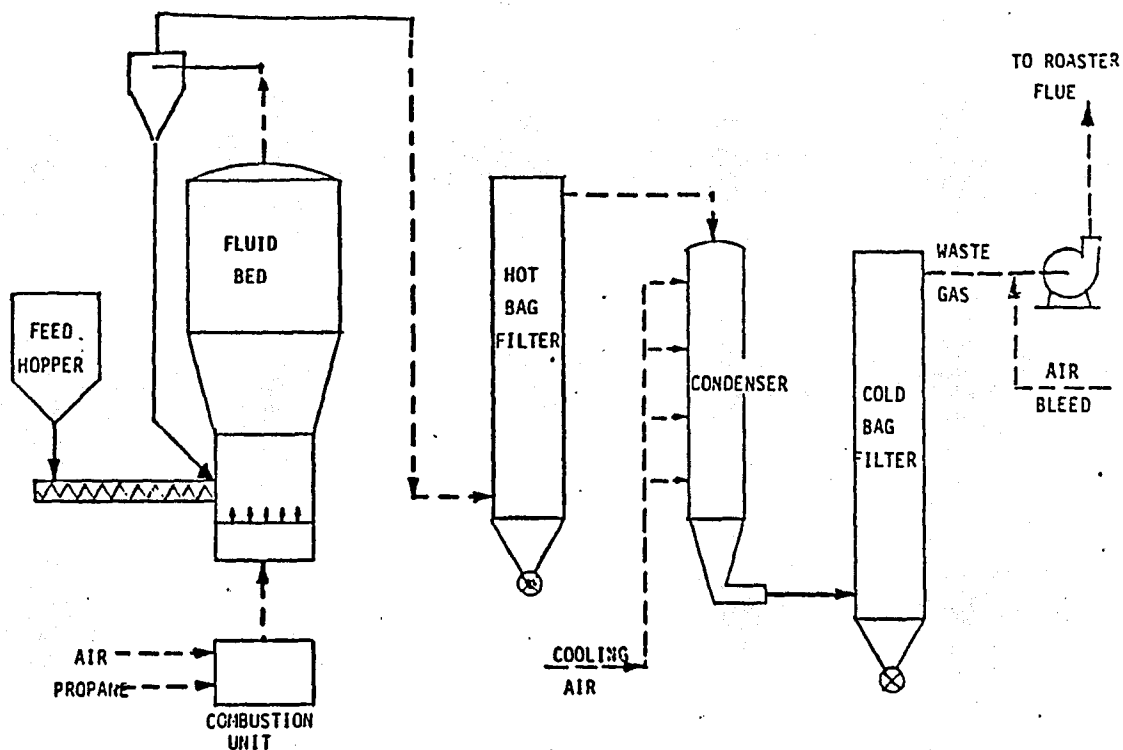 TO ROASTER
FLUE
FLUID
BED
FEED
HOPPER
HOT
BAG
FILTER
CONDENSER
WASTE
GAS
COLD
BAG
FILTER
AIR
BLEED
COOLING
AIR
AIR
PROPANE
COMBUSTION
UNIT